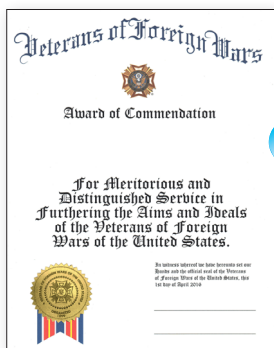 Veterans of Foreign Wars
Award of Commendation
For Meritorious and
Distinguished Service in
Furthering the Aims and Ideals
of the Veterans of Foreign
Wars of the United States.
In witness whereof we have hereunto set our
Hands and the official seal of the Veterans
of Foreign Wars of the United States, this
1st day of April 2016